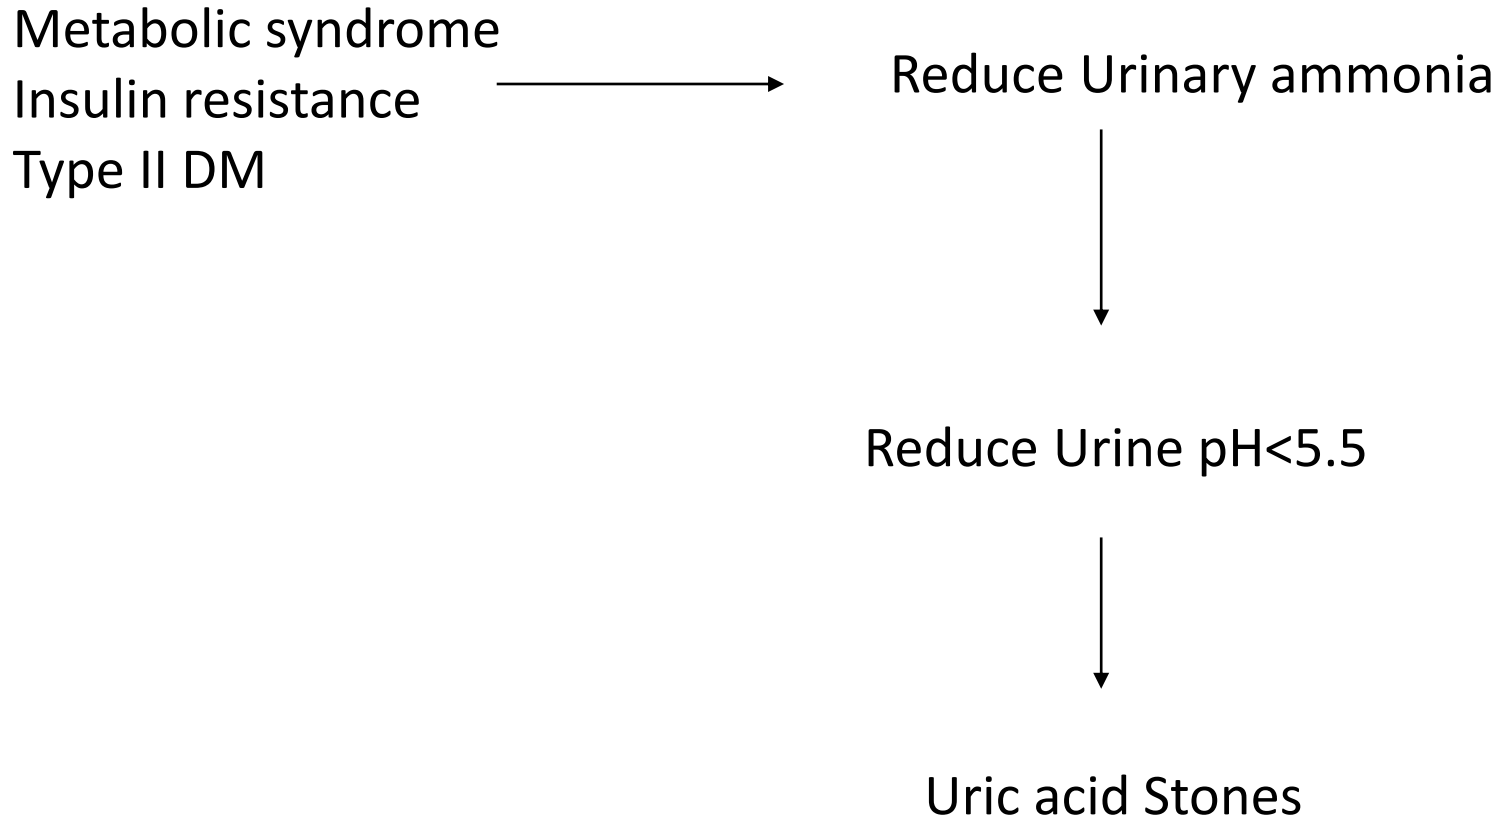 Metabolic syndrome
Insulin resistance
Type II DM
Reduce Urinary ammonia
Reduce Urine pH<5.5
Uric acid Stones